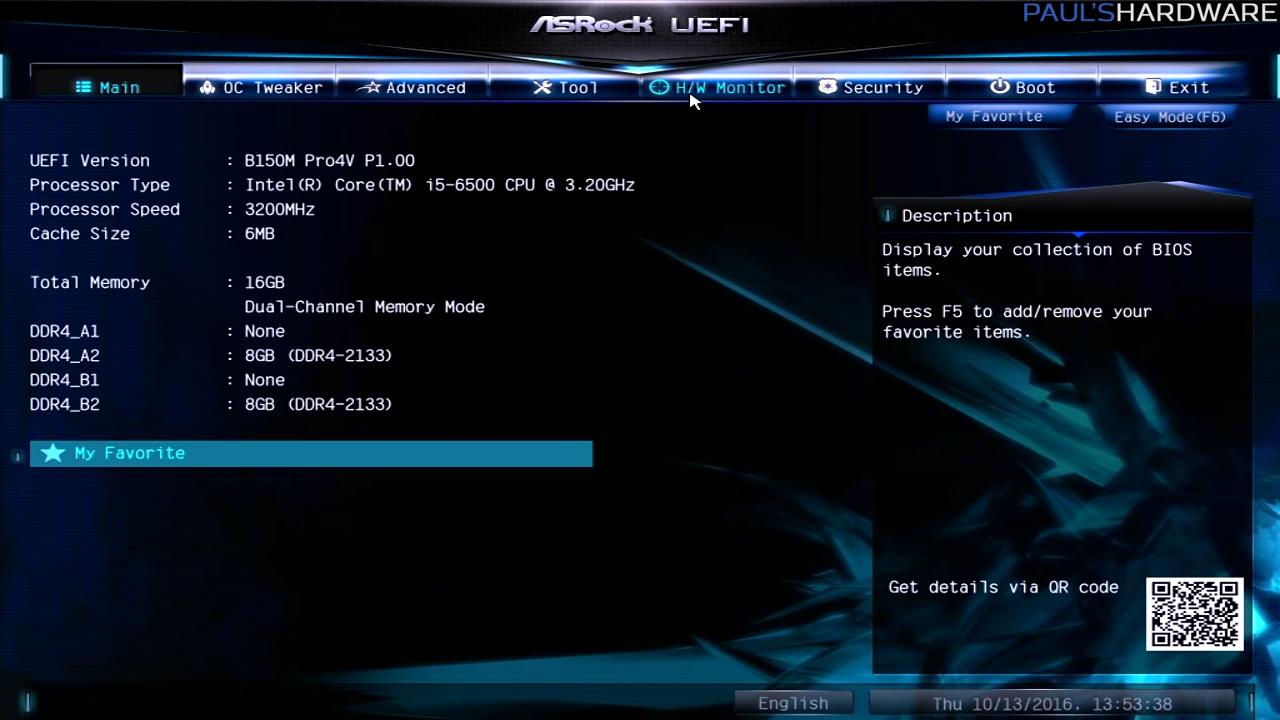 PAUL'SHARDWARE
ASRock UEFI
Main OC Tweaker Advanced Tool H/W Monitor Security Boot Exit
My Favorite Easy Mode(F6)
UEFI Version : B150M Pro4V P1.00
Processor Type : Intel(R) Core(TM) i5-6500 CPU @ 3.20GHz
Processor Speed : 3200MHz
Cache Size : 6MB
Total Memory : 16GB
Dual-Channel Memory Mode
DDR4_A1 : None
DDR4_A2 : 8GB (DDR4-2133)
DDR4_B1 : None
DDR4_B2 : 8GB (DDR4-2133)
My Favorite
Description
Display your collection of BIOS
items.
Press F5 to add/remove your
favorite items.
Get details via QR code
English Thu 10/13/2016. 13:53:38